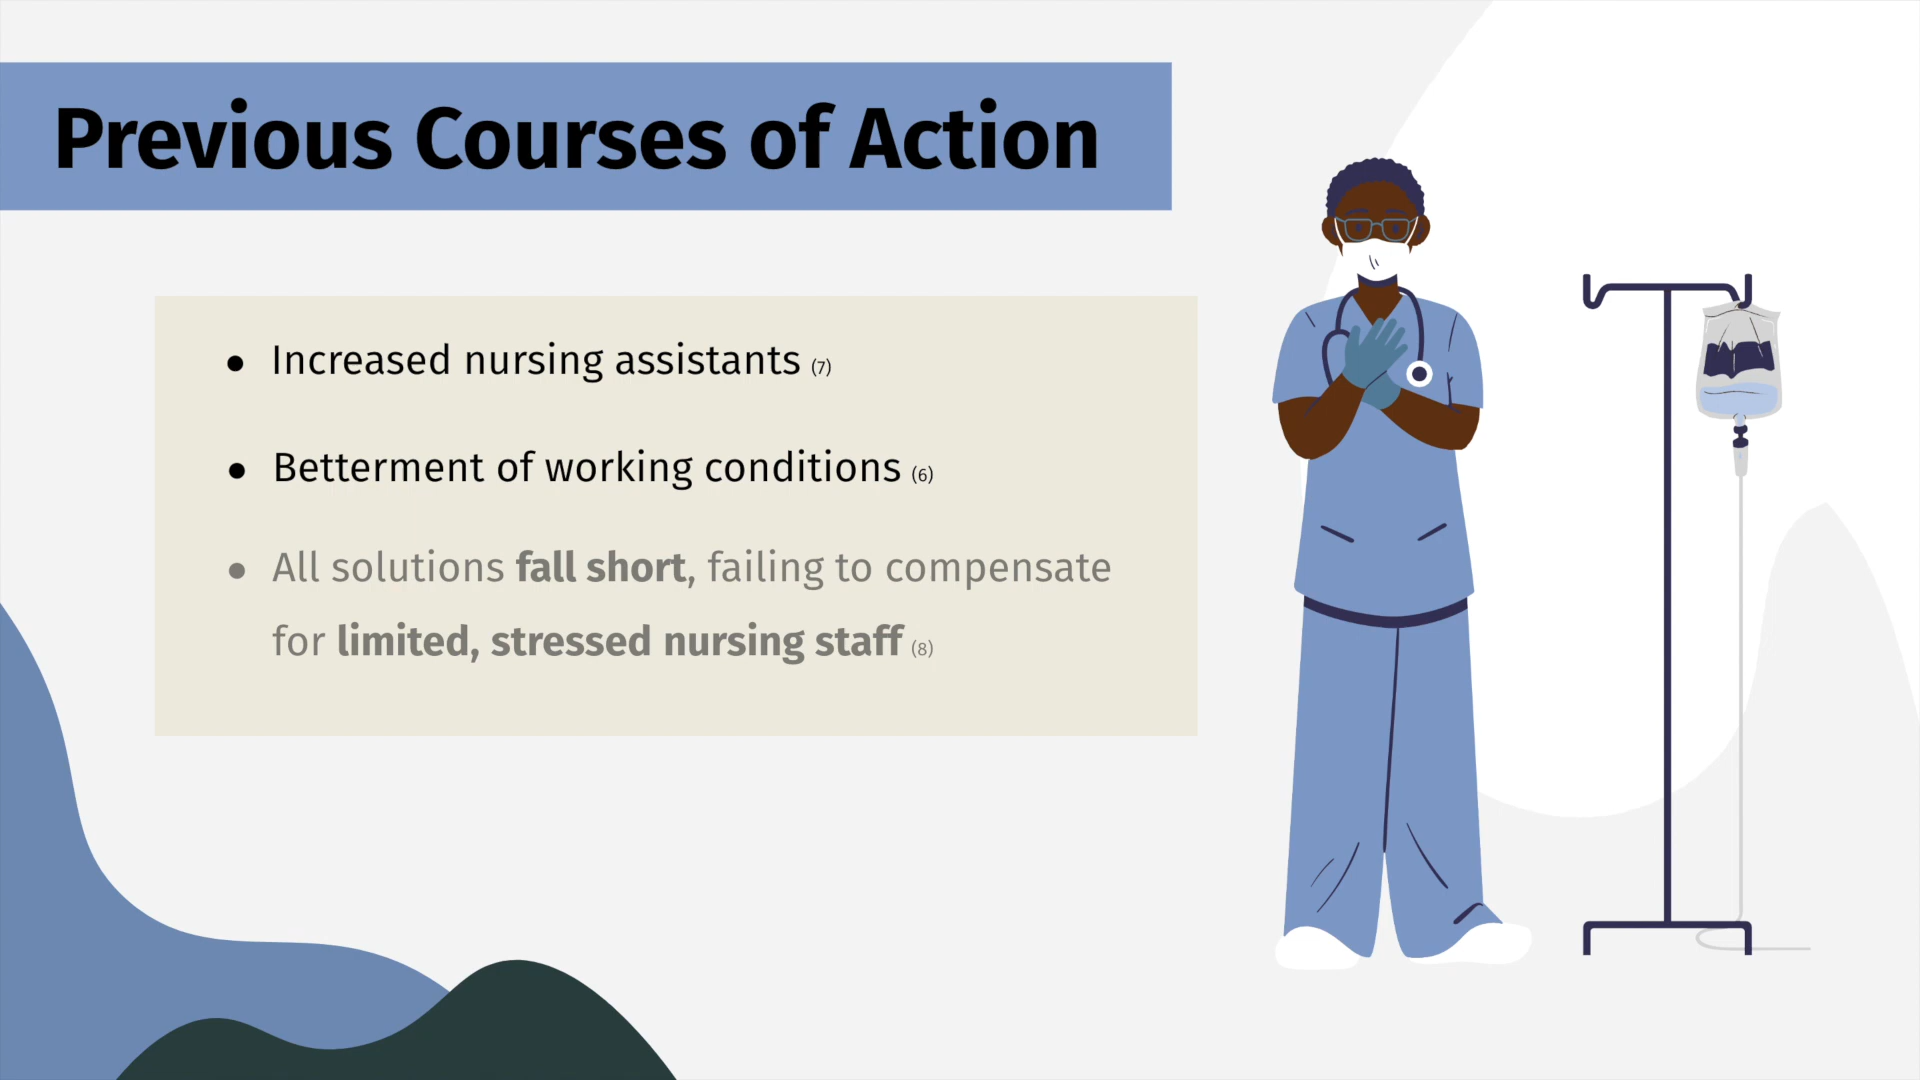 Previous Courses of Action
● Increased nursing assistants (7)
● Betterment of working conditions (6)
● All solutions fall short, failing to compensate
for limited, stressed nursing staff (8)